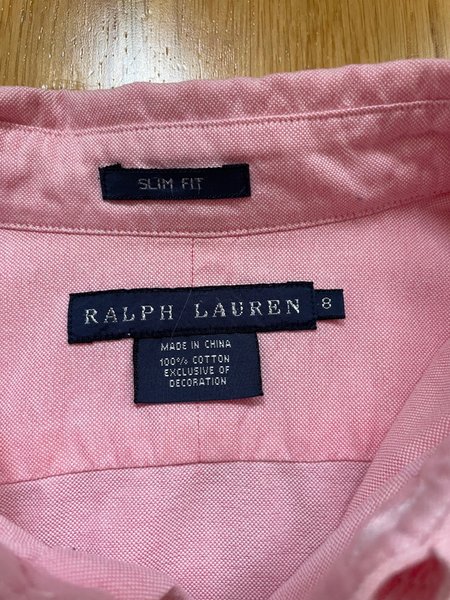 SLIM FIT
RALPH LAUREN 8
MADE IN CHINA
100% COTTON
EXCLUSIVE OF
DECORATION